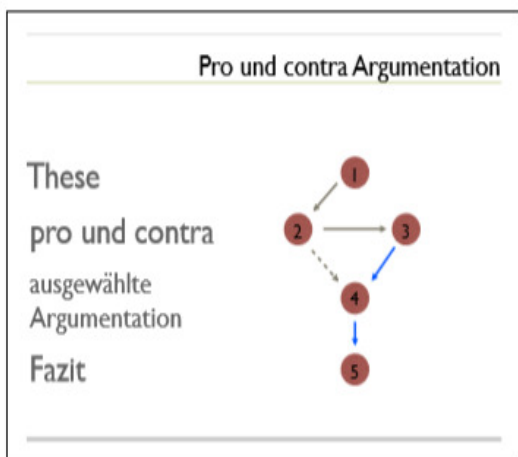 Pro und contra Argumentation
These
1
pro und contra
2
3
ausgewählte
Argumentation
4
Fazit
5